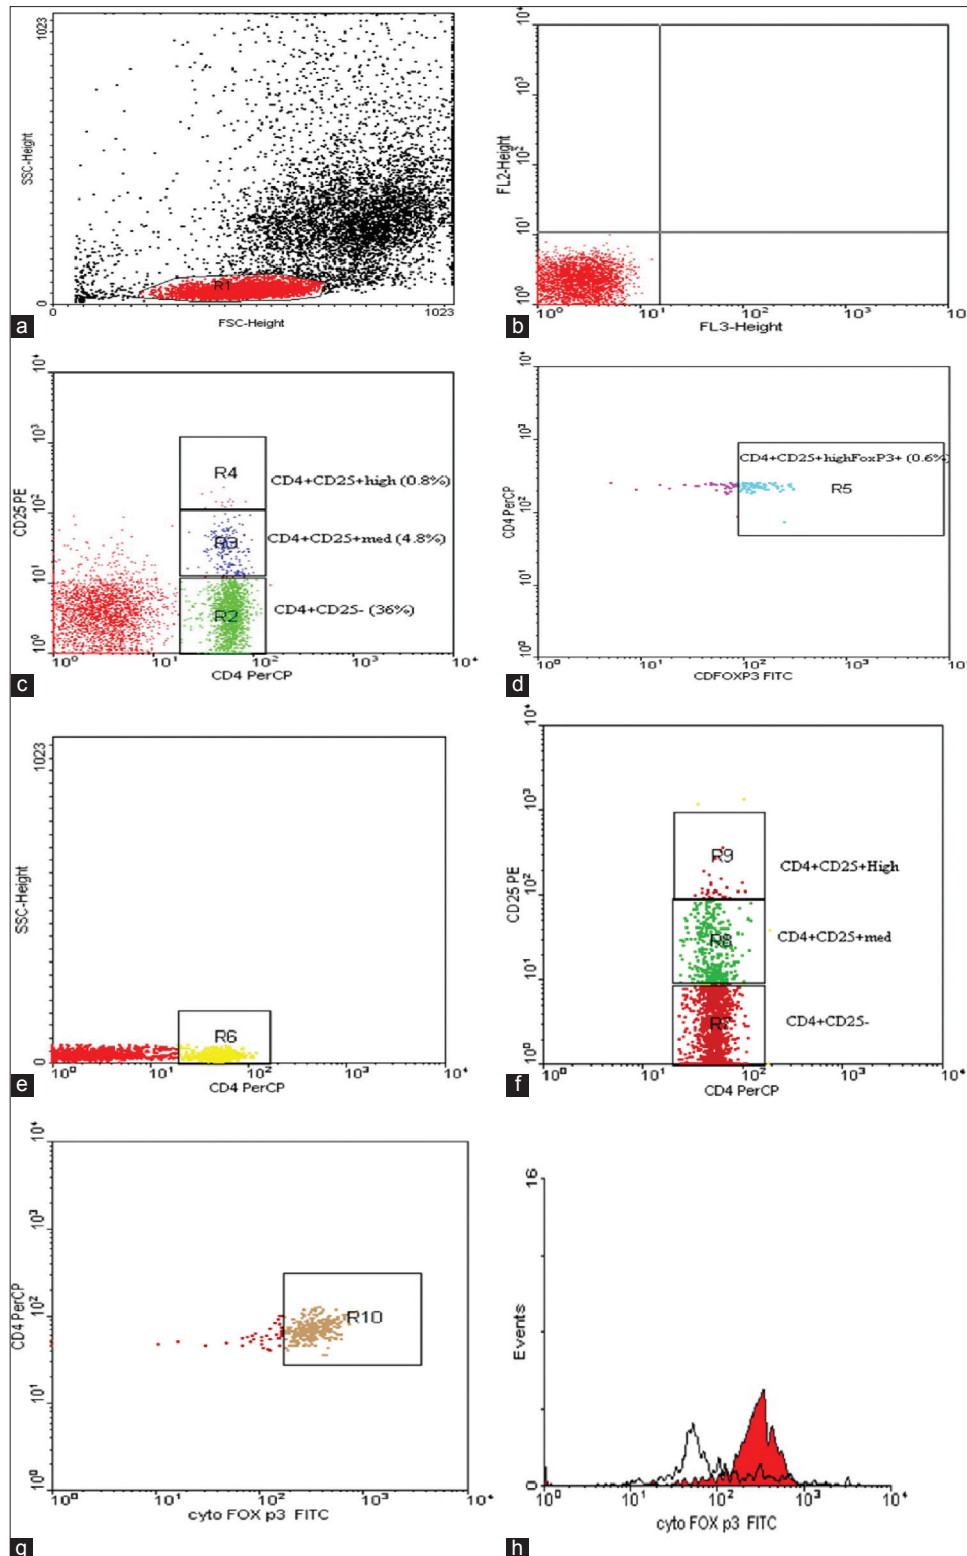 1023
SSC-Height
0
R1
FSC-Height
1023
a
10⁴
10³
FL2-Height
10²
10¹
10⁰
10⁰ 10¹ 10² 10³ 10⁴
FL3-Height
b
10⁴
10³
CD25 PE
10²
10¹
10⁰
R4
CD4+CD25+high (0.8%)
R3
CD4+CD25+med (4.8%)
R2
CD4+CD25- (36%)
10⁰ 10¹ 10² 10³ 10⁴
CD4 PerCP
c
10⁴
10³
CD4 PerCP
10²
10¹
10⁰
CD4+CD25+highFoxP3+ (0.6%)
R5
10⁰ 10¹ 10² 10³ 10⁴
CDFOXP3 FITC
d
1023
SSC-Height
0
R6
10⁰ 10¹ 10² 10³ 10⁴
CD4 PerCP
e
10⁴
10³
CD25 PE
10²
10¹
10⁰
R9
CD4+CD25+High
R8
CD4+CD25+med
R7
CD4+CD25-
10⁰ 10¹ 10² 10³ 10⁴
CD4 PerCP
f
10⁴
10³
CD4 PerCP
10²
10¹
10⁰
R10
10⁰ 10¹ 10² 10³ 10⁴
cyto FOX p3 FITC
g
16
Events
0
10⁰ 10¹ 10² 10³ 10⁴
cyto FOX p3 FITC
h